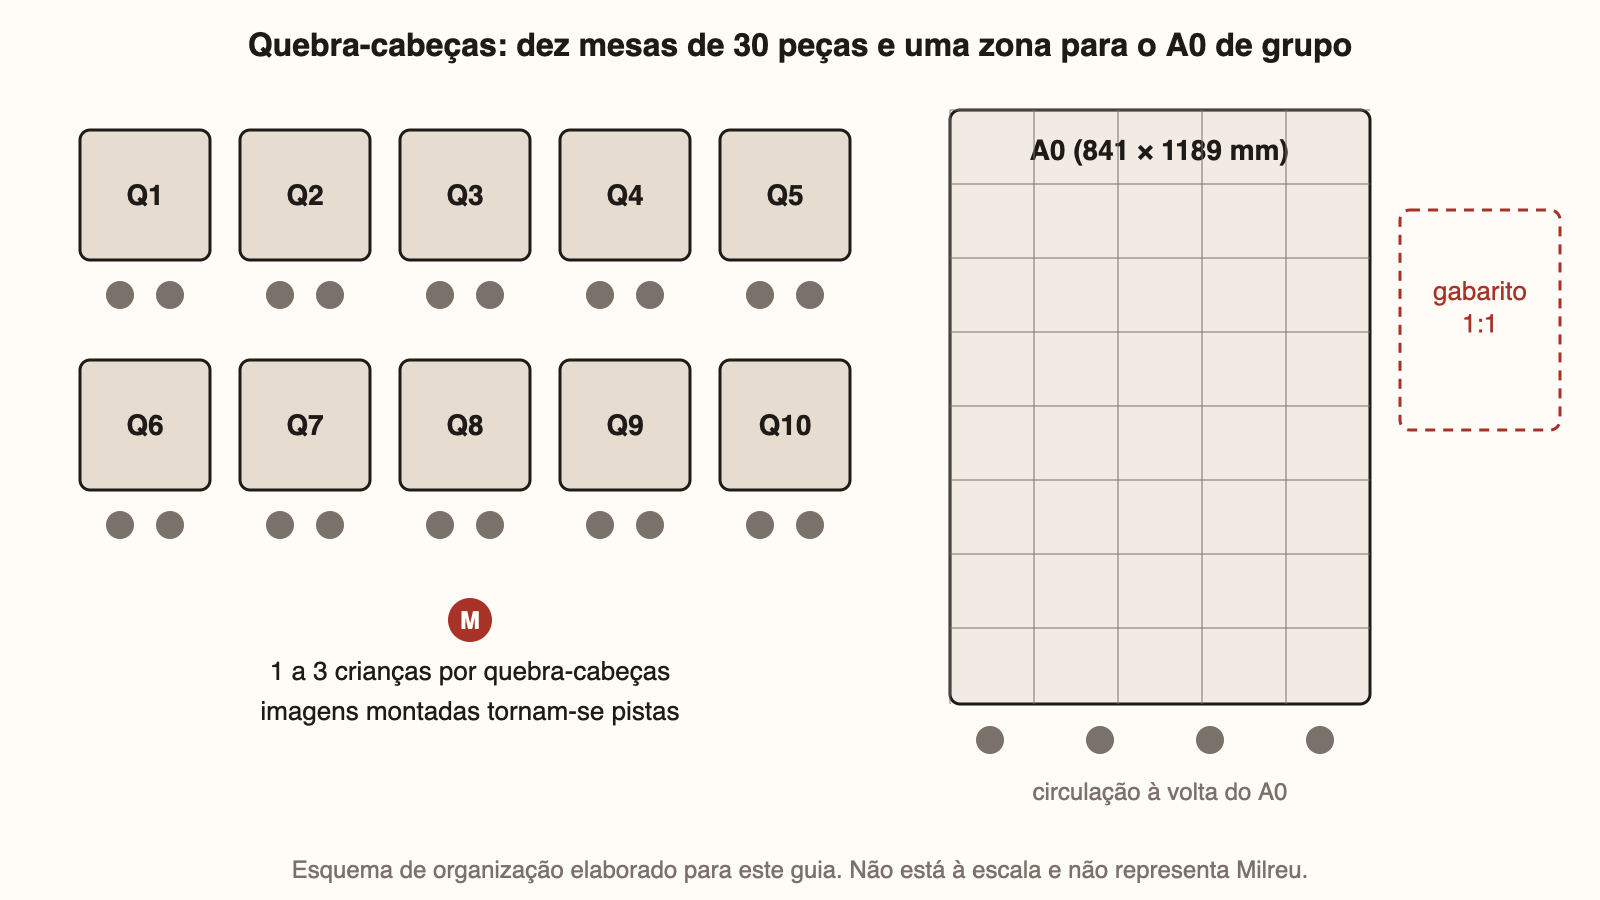 Quebra-cabeças: dez mesas de 30 peças e uma zona para o A0 de grupo
Q1
Q2
Q3
Q4
Q5
Q6
Q7
Q8
Q9
Q10
M
1 a 3 crianças por quebra-cabeças
imagens montadas tornam-se pistas
A0 (841 × 1189 mm)
gabarito
1:1
circulação à volta do A0
Esquema de organização elaborado para este guia. Não está à escala e não representa Milreu.